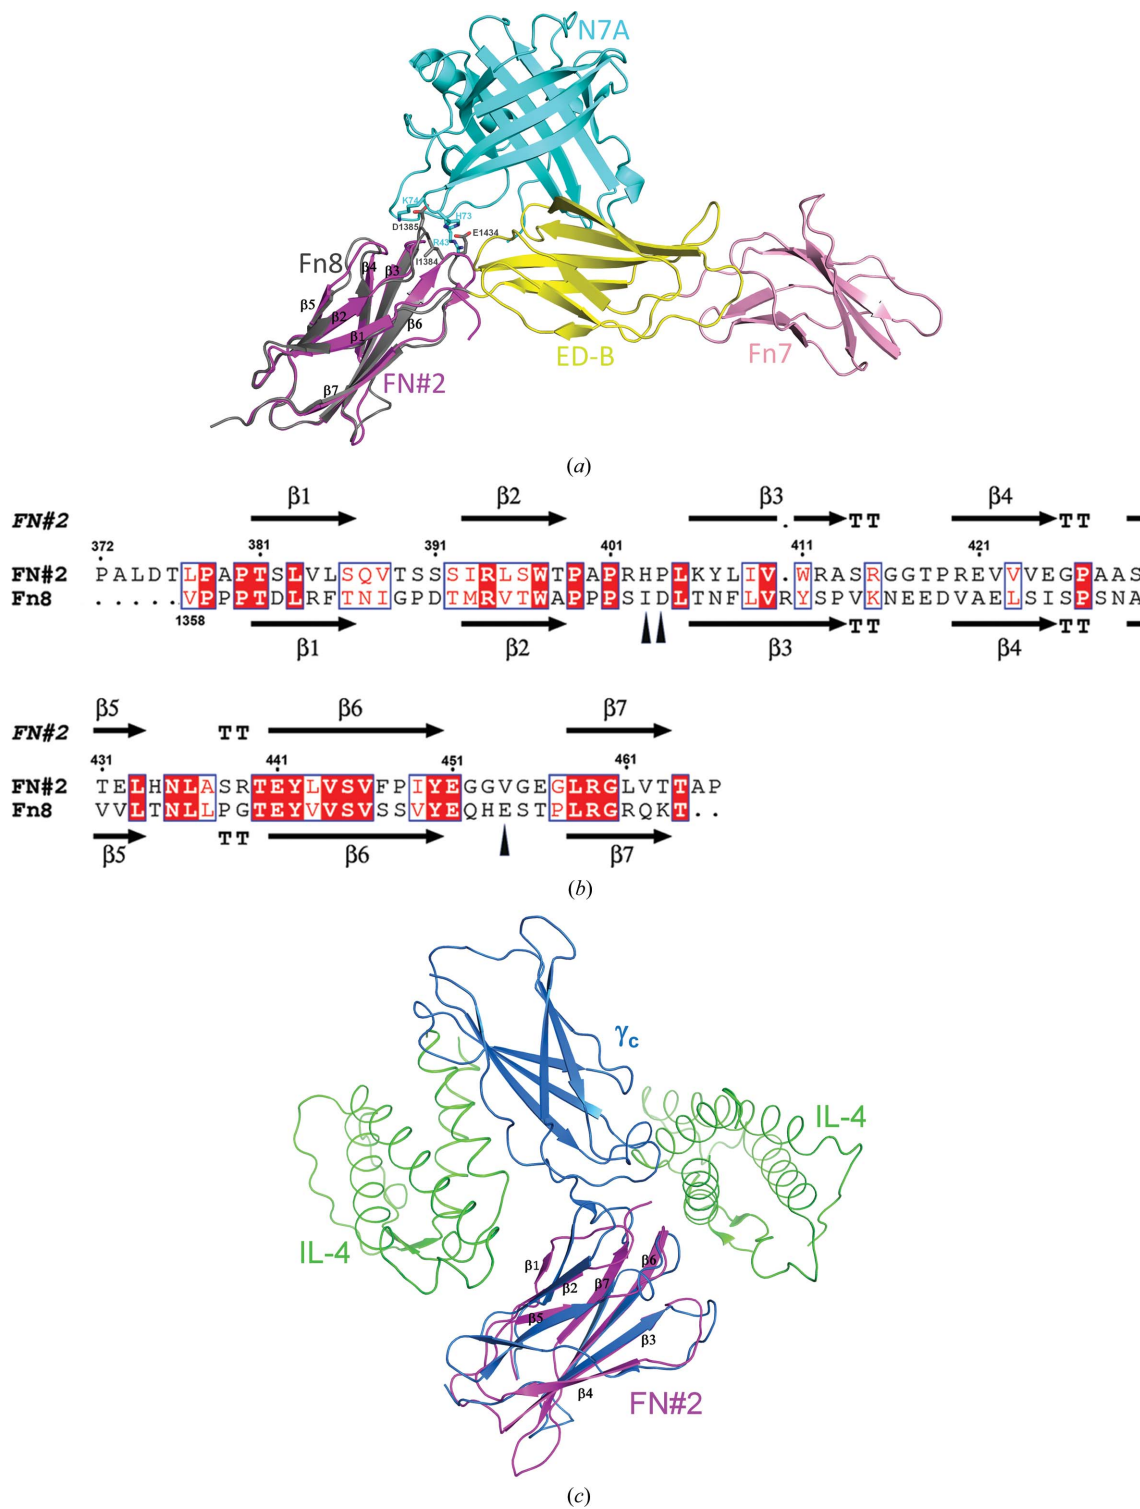 N7A
K74
H73
D1385
E1434
R43
I1384
Fn8
β4
β3
β5
β2
β6
β1
β7
FN#2
ED-B
Fn7
(a)
β1 β2 β3 β4
FN#2 TT TT
372 381 391 401 411 421
FN#2 PALDTLPAPTSLVLSQVTSSSIRLSWTPAPRHPLKYLIV.WRASRGGTPREVVVEGPAAS
Fn8 .....VPPPTDLRFTNIGPDTMRVTWAPPPSIDLTNFLVRYSPVKNEEDVAELSISPSNA
1358 TT TT
β1 β2 β3 β4
β5 β6 β7
FN#2 TT
431 441 451 461
FN#2 TELHNLASRTEYLVSVFPIYEGGVGEGLRGLVTTAP
Fn8 VVLTNLLPGTEYVVSVSSVYEQHESTPLRGRQKT..
TT
β5 β6 β7
(b)
γc
IL-4
IL-4
β1
β6
β2
β7
β5
β3
β4
FN#2
(c)